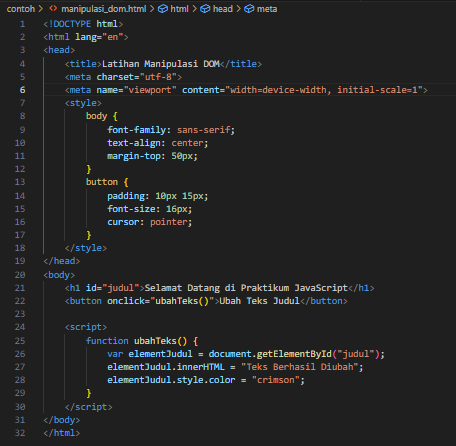 contoh > manipulasi_dom.html > html > head > meta
1 <!DOCTYPE html>
2 <html lang="en">
3 <head>
4     <title>Latihan Manipulasi DOM</title>
5     <meta charset="utf-8">
6     <meta name="viewport" content="width=device-width, initial-scale=1">
7     <style>
8         body {
9             font-family: sans-serif;
10             text-align: center;
11             margin-top: 50px;
12         }
13         button {
14             padding: 10px 15px;
15             font-size: 16px;
16             cursor: pointer;
17         }
18     </style>
19 </head>
20 <body>
21     <h1 id="judul">Selamat Datang di Praktikum JavaScript</h1>
22     <button onclick="ubahTeks()">Ubah Teks Judul</button>
23
24     <script>
25         function ubahTeks() {
26             var elementJudul = document.getElementById("judul");
27             elementJudul.innerHTML = "Teks Berhasil Diubah";
28             elementJudul.style.color = "crimson";
29         }
30     </script>
31 </body>
32 </html>